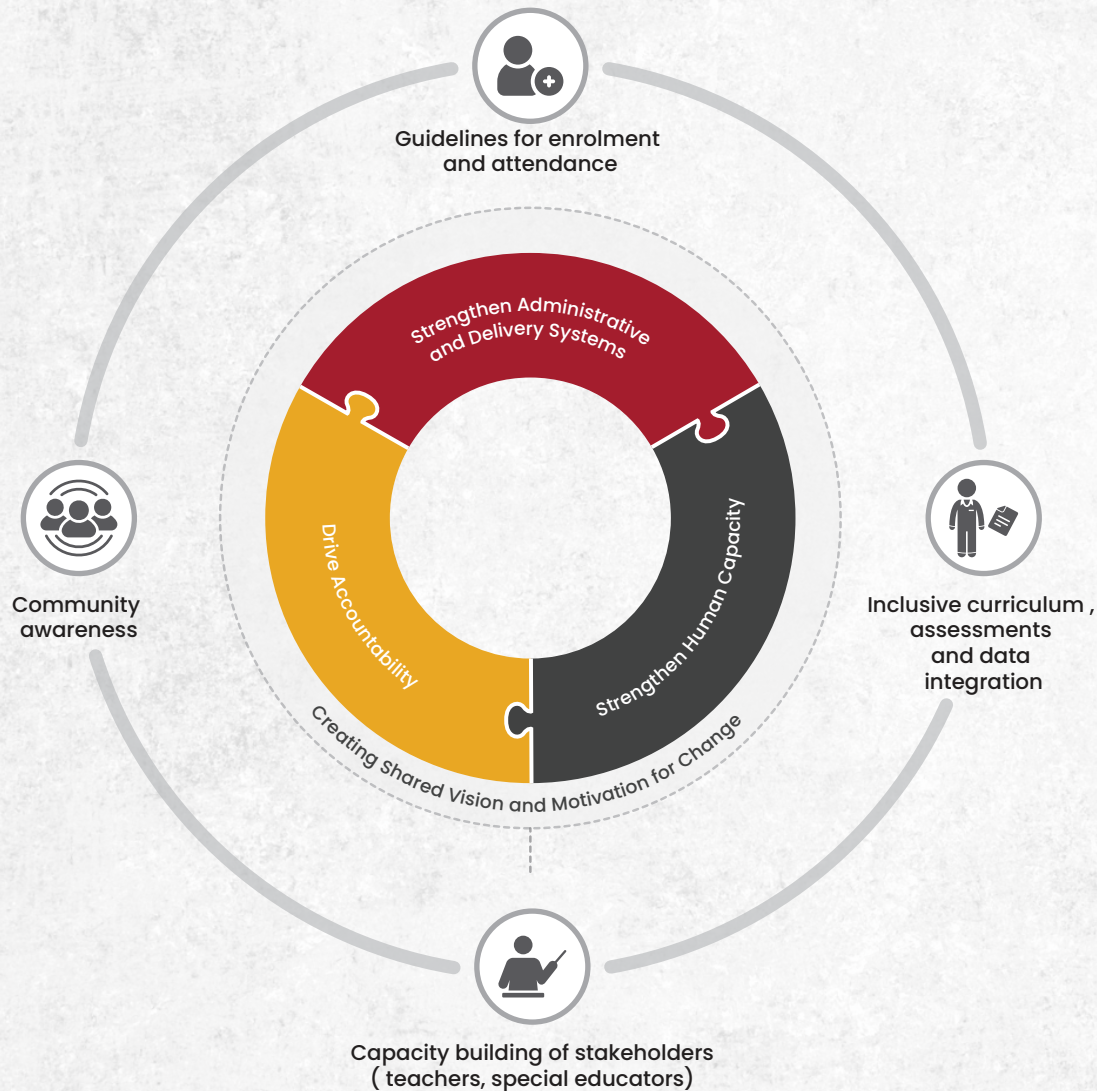 Guidelines for enrolment
and attendance
Strengthen Administrative
and Delivery Systems
Drive Accountability
Strengthen Human Capacity
Creating Shared Vision and Motivation for Change
Community
awareness
Inclusive curriculum ,
assessments
and data
integration
Capacity building of stakeholders
( teachers, special educators)